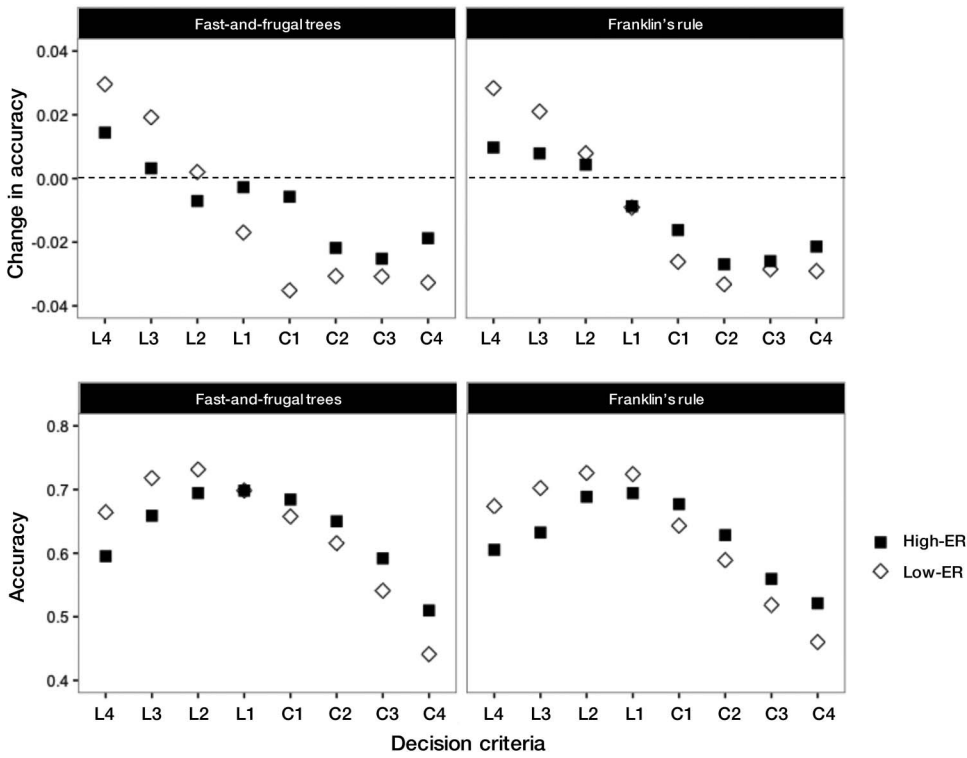 Fast-and-frugal trees
Franklin's rule
Change in accuracy
0.04
0.02
0.00
-0.02
-0.04
L4 L3 L2 L1 C1 C2 C3 C4
L4 L3 L2 L1 C1 C2 C3 C4
Fast-and-frugal trees
Franklin's rule
Accuracy
0.8
0.7
0.6
0.5
0.4
L4 L3 L2 L1 C1 C2 C3 C4
L4 L3 L2 L1 C1 C2 C3 C4
Decision criteria
High-ER
Low-ER